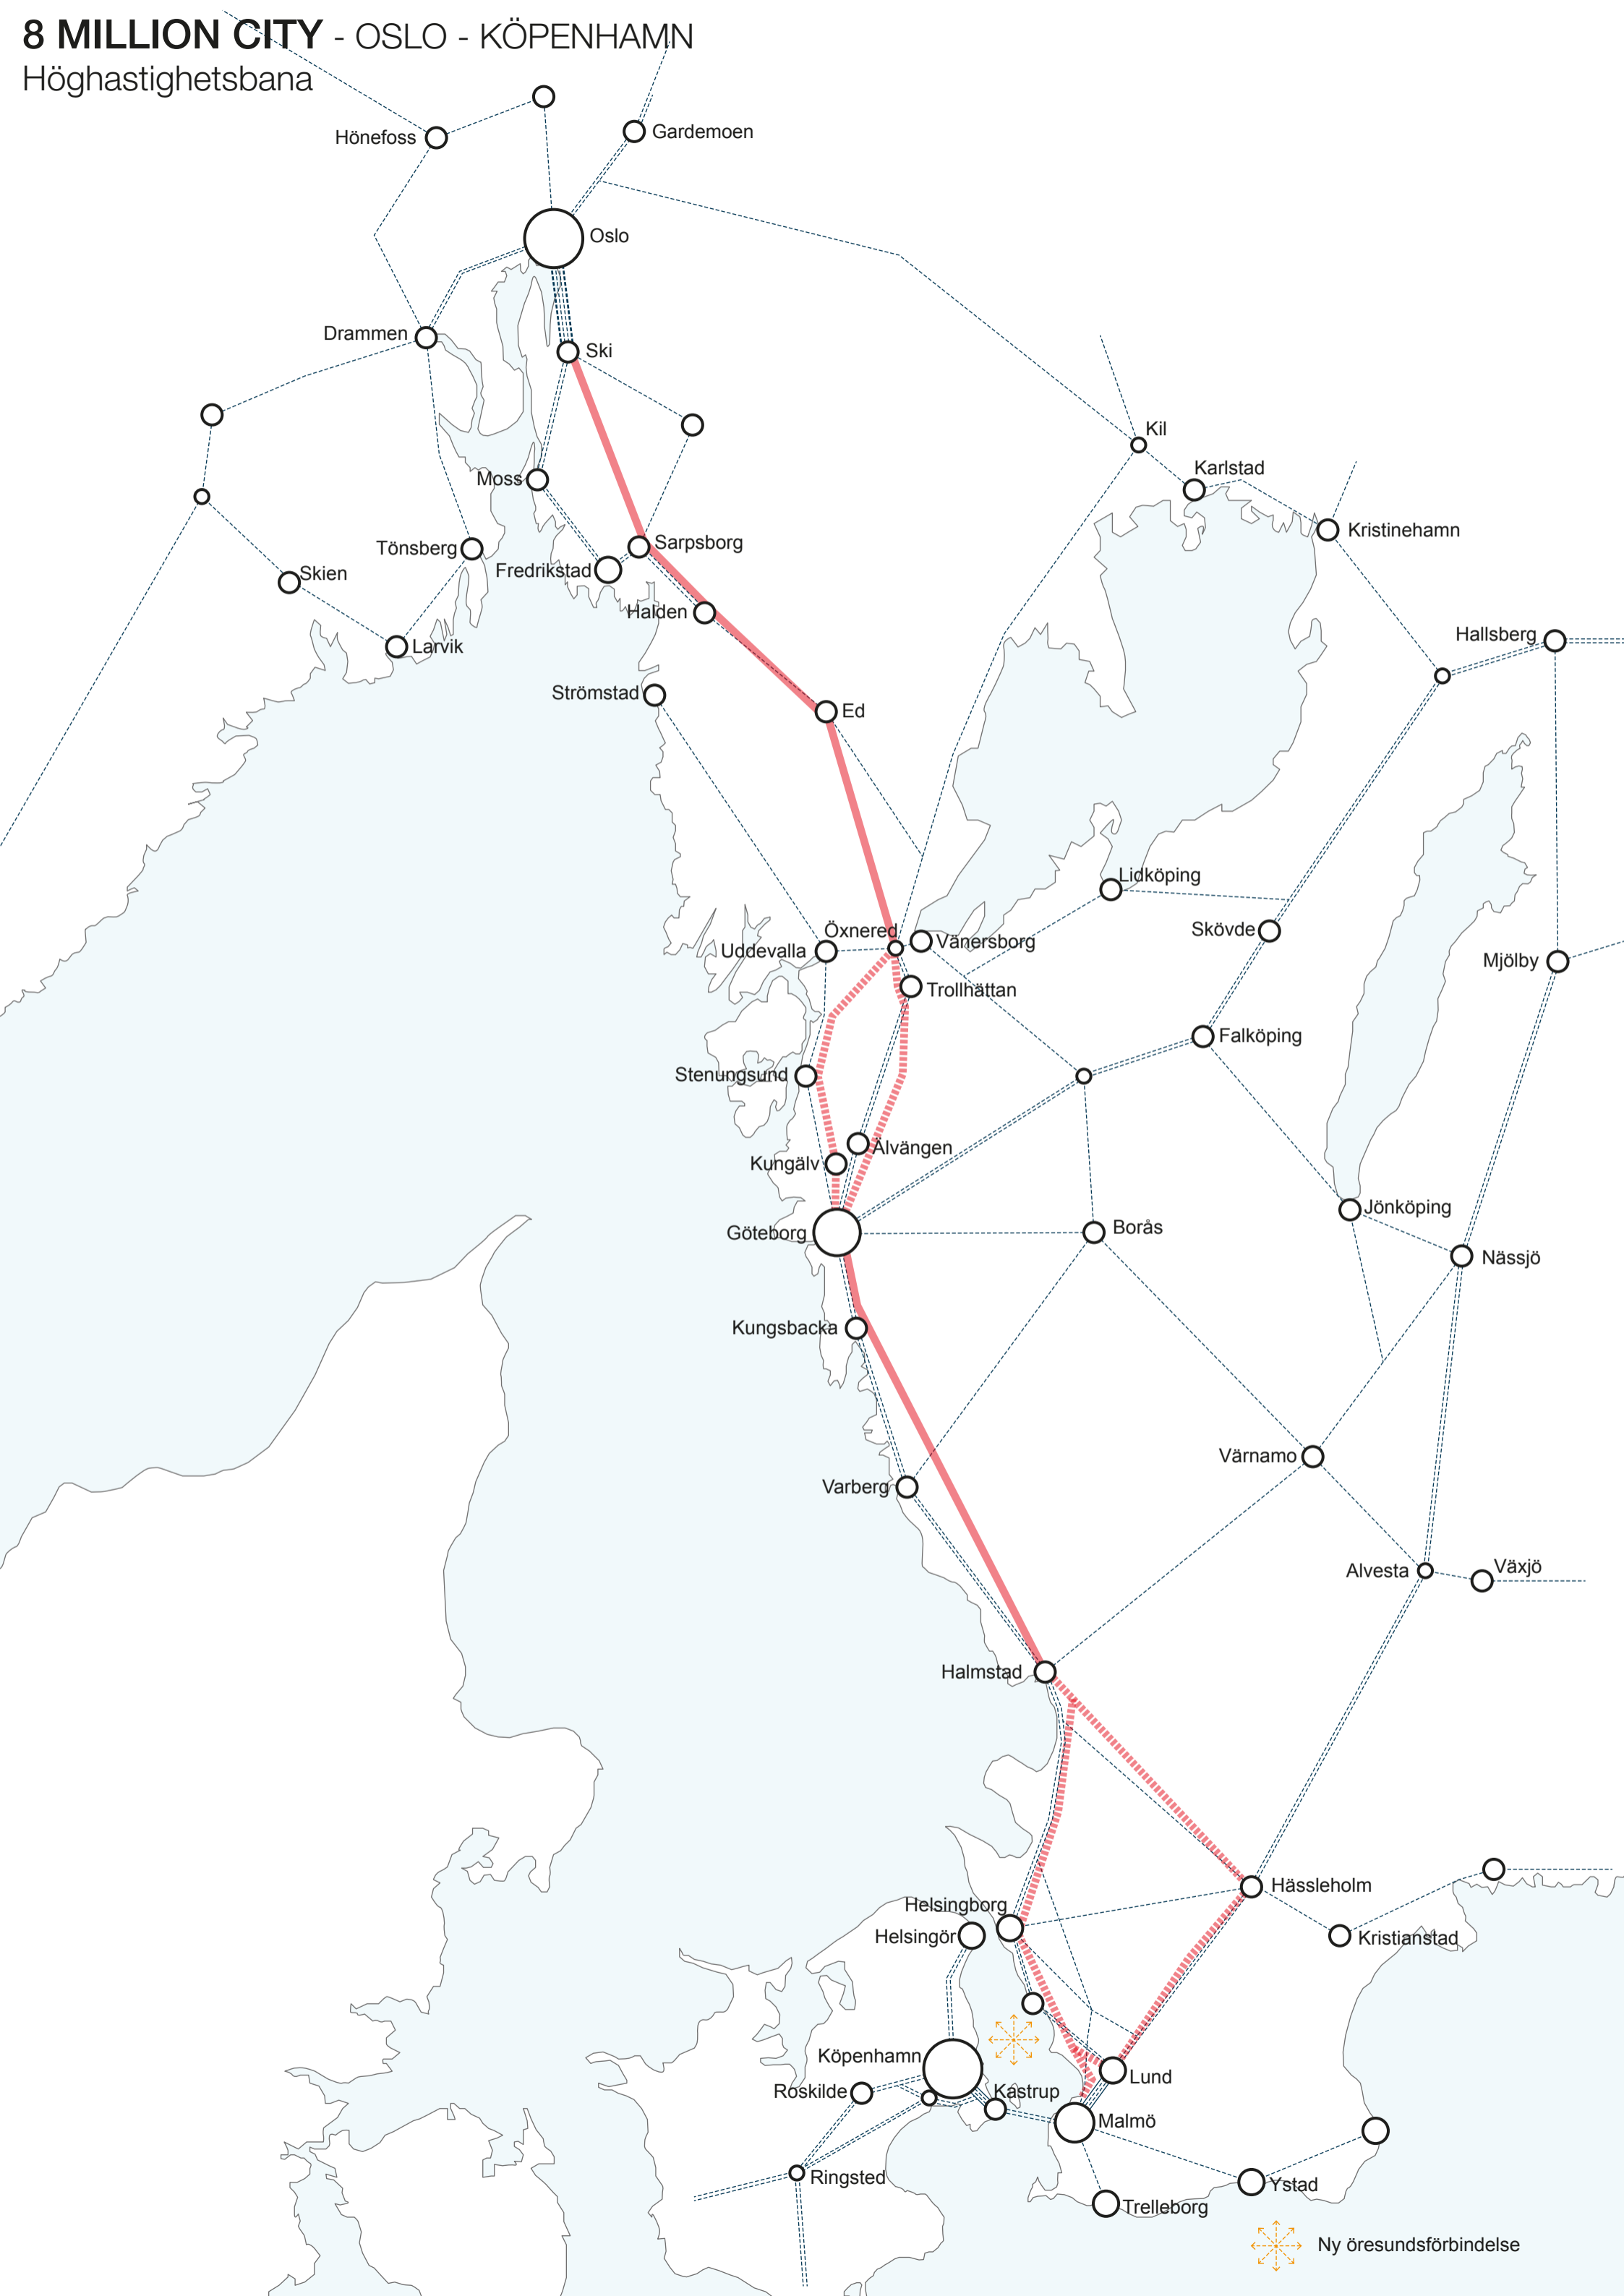 8 MILLION CITY - OSLO - KÖPENHAMN
Höghastighetsbana
Hönefoss
Gardemoen
Oslo
Drammen
Ski
Kil
Karlstad
Moss
Kristinehamn
Tönsberg
Sarpsborg
Skien
Fredrikstad
Halden
Hallsberg
Larvik
Strömstad
Ed
Lidköping
Öxnered
Skövde
Vänersborg
Uddevalla
Mjölby
Trollhättan
Falköping
Stenungsund
Älvängen
Kungälv
Jönköping
Göteborg
Borås
Nässjö
Kungsbacka
Värnamo
Varberg
Alvesta
Växjö
Halmstad
Hässleholm
Helsingborg
Helsingör
Kristianstad
Köpenhamn
Lund
Roskilde
Kastrup
Malmö
Ringsted
Ystad
Trelleborg
Ny öresundsförbindelse